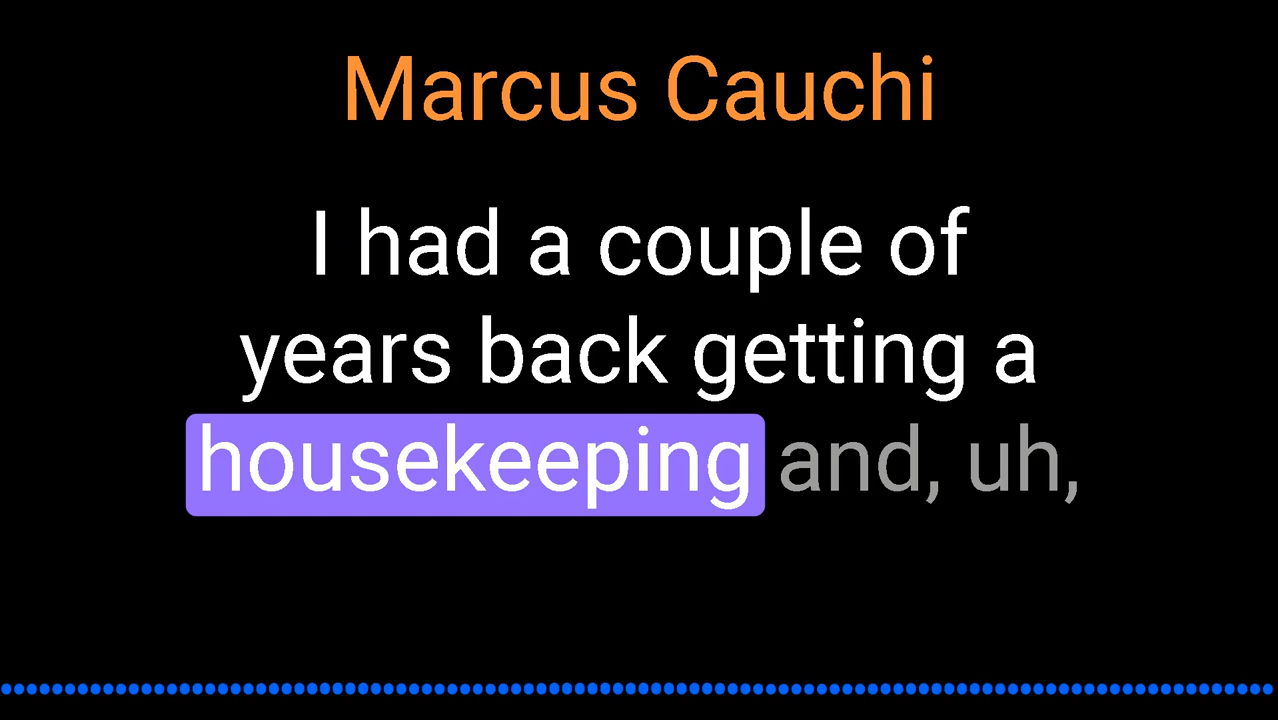 Marcus Cauchi
I had a couple of
years back getting a
housekeeping and, uh,